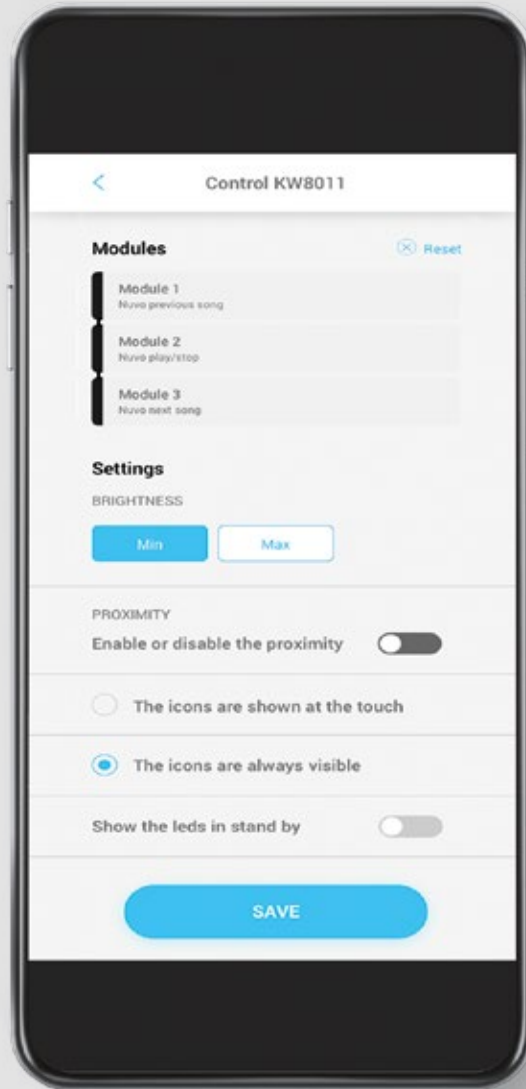 Control KW8011
Modules
Reset
Module 1
Nuvo previous song
Module 2
Nuvo play/stop
Module 3
Nuvo next song
Settings
BRIGHTNESS
Min
Max
PROXIMITY
Enable or disable the proximity
The icons are shown at the touch
The icons are always visible
Show the leds in stand by
SAVE